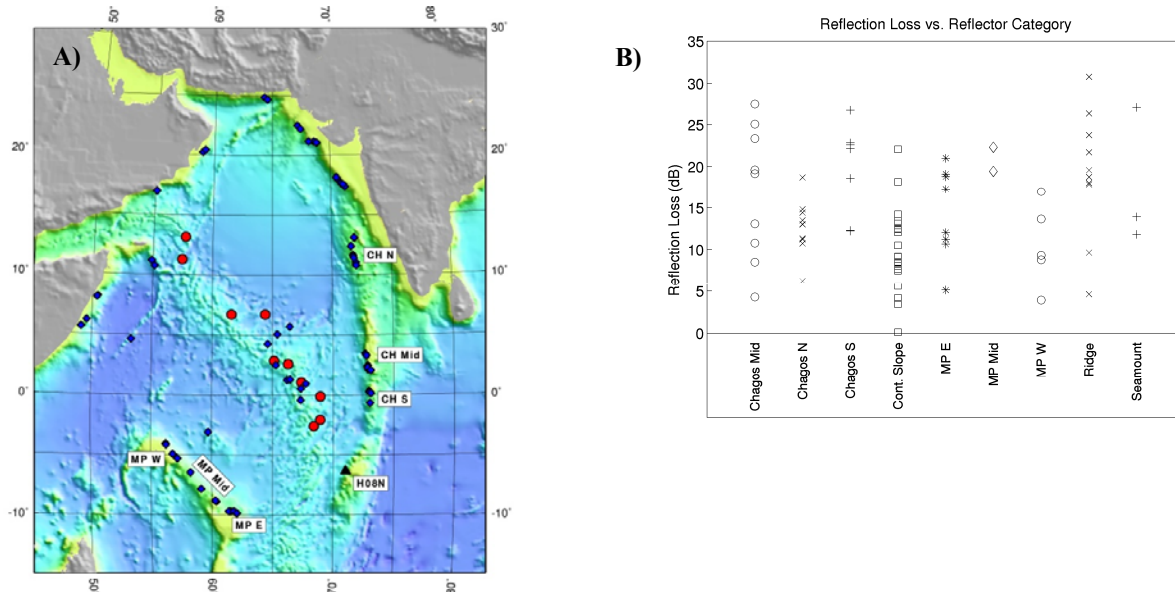 A)
50˚ 60˚ 70˚ 80˚
30˚
20˚ 20˚
10˚ 10˚
0˚ 0˚
-10˚ -10˚
50˚ 60˚ 70˚ 80˚
CH N
CH Mid
CH S
MP W
MP Mid
MP E
H08N
B)
Reflection Loss vs. Reflector Category
Reflection Loss (dB)
35
30
25
20
15
10
5
0
Chagos Mid
Chagos N
Chagos S
Cont. Slope
MP E
MP Mid
MP W
Ridge
Seamount